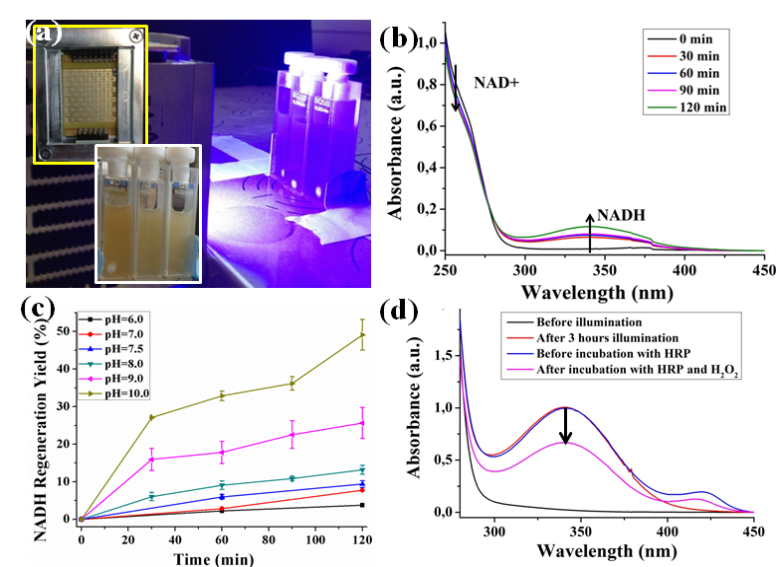 (a)
(b)
1,0
0,8
0,6
0,4
0,2
0,0
Absorbance (a.u.)
NAD+
NADH
0 min
30 min
60 min
90 min
120 min
250
300
350
400
450
Wavelength (nm)
(c)
50
40
30
20
10
0
NADH Regeneration Yield (%)
pH=6.0
pH=7.0
pH=7.5
pH=8.0
pH=9.0
pH=10.0
0
20
40
60
80
100
120
Time (min)
(d)
1,5
1,0
0,5
0,0
Absorbance (a.u.)
Before illumination
After 3 hours illumination
Before incubation with HRP
After incubation with HRP and H₂O₂
300
350
400
450
Wavelength (nm)